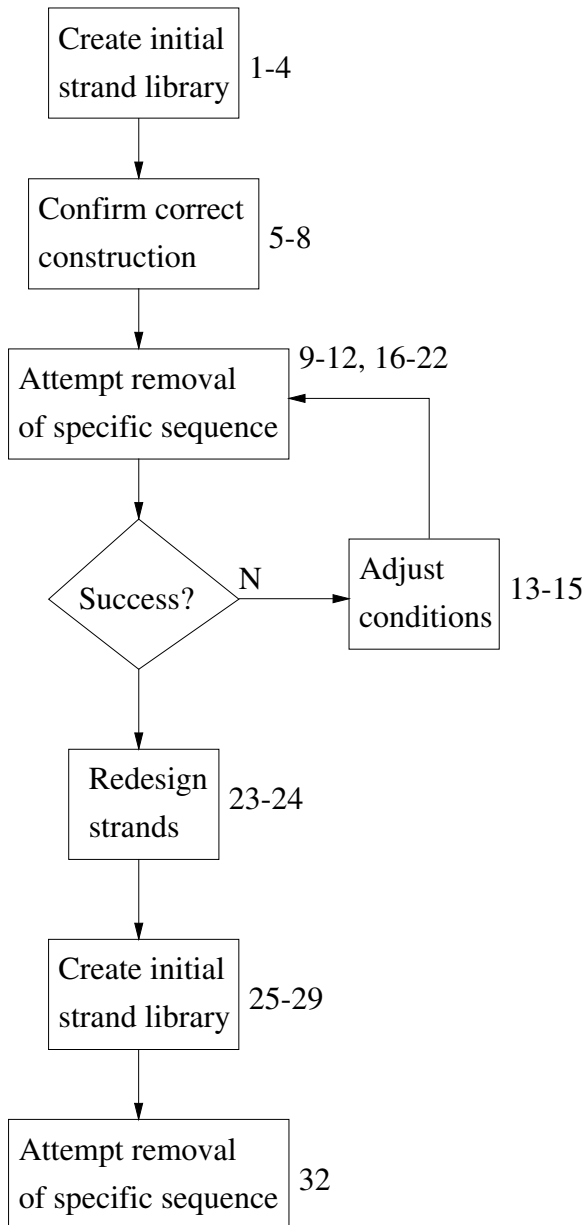 Create initial
strand library
1-4
Confirm correct
construction
5-8
9-12, 16-22
Attempt removal
of specific sequence
Success?
N
Adjust
conditions
13-15
Redesign
strands
23-24
Create initial
strand library
25-29
Attempt removal
of specific sequence
32